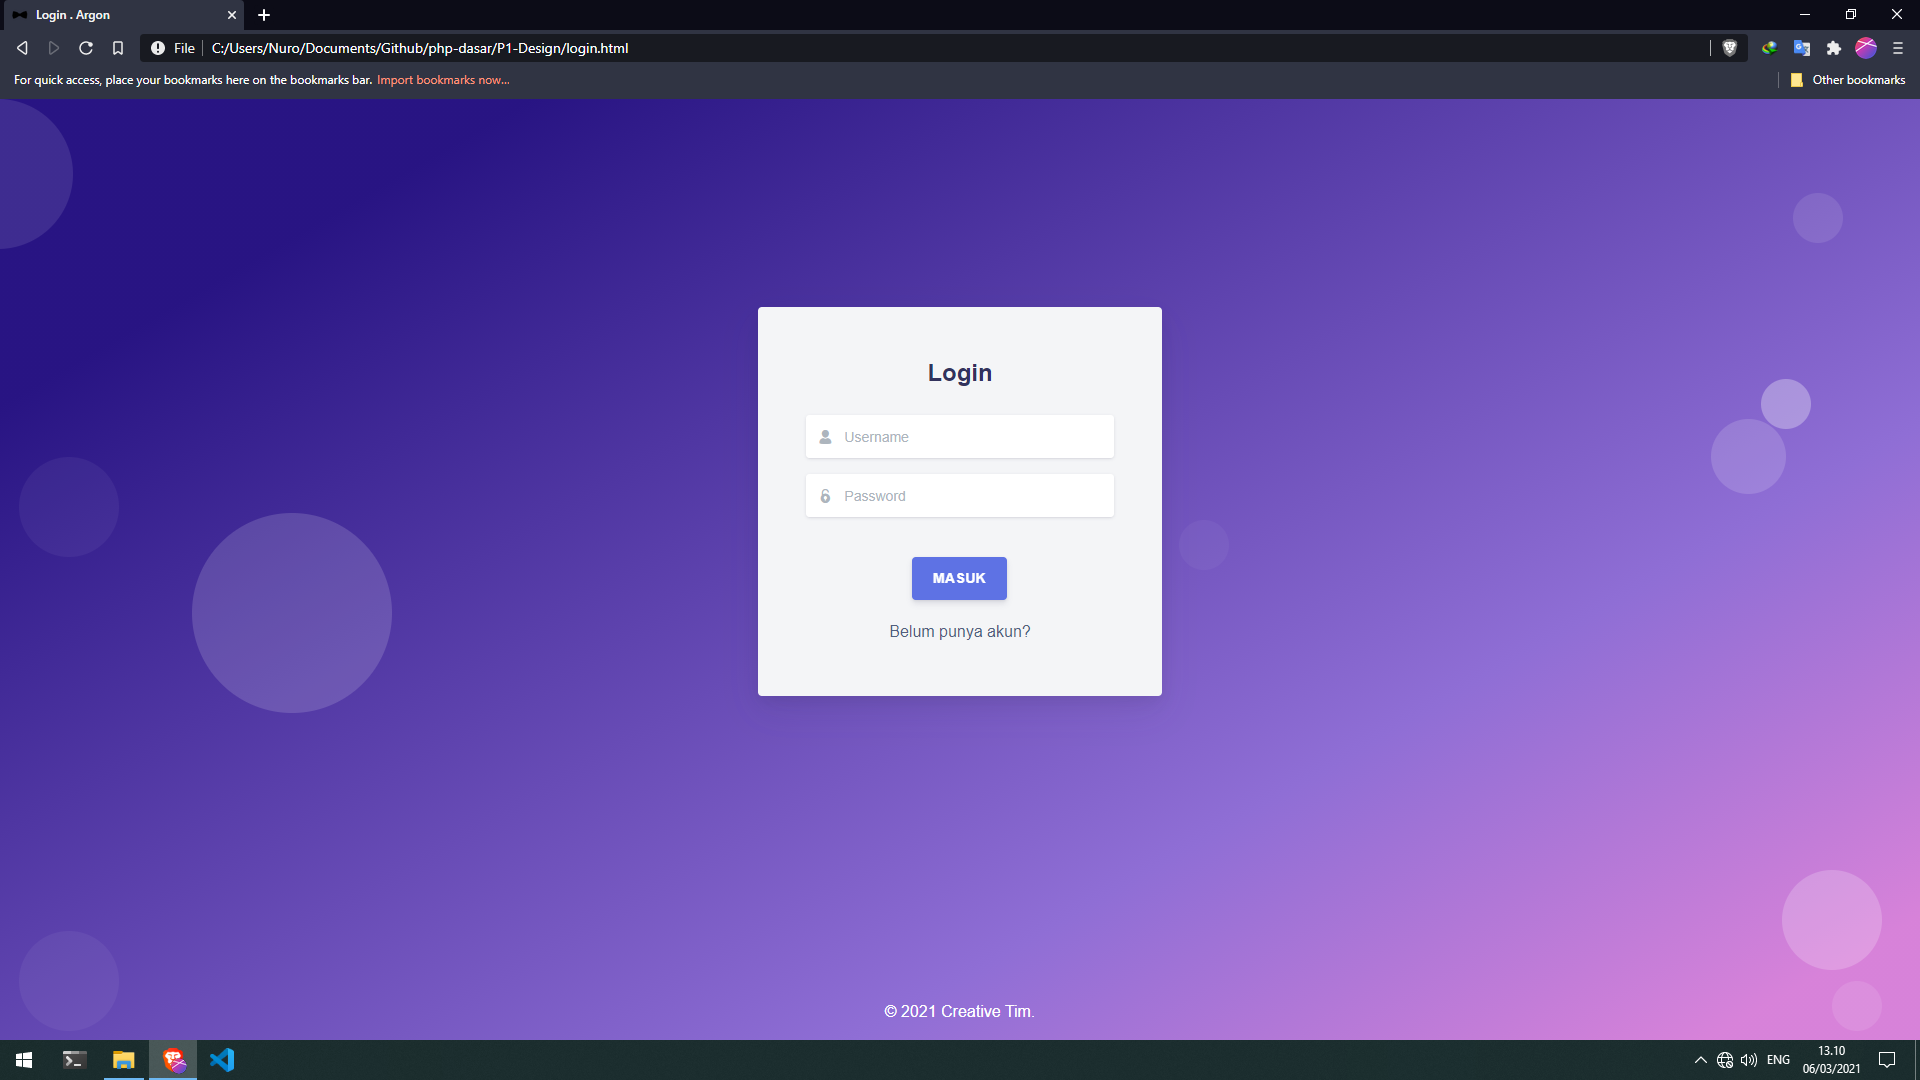 Login . Argon
File
C:/Users/Nuro/Documents/Github/php-dasar/P1-Design/login.html
For quick access, place your bookmarks here on the bookmarks bar. Import bookmarks now...
Other bookmarks
Login
Username
Password
MASUK
Belum punya akun?
© 2021 Creative Tim.
ENG
13.10
06/03/2021